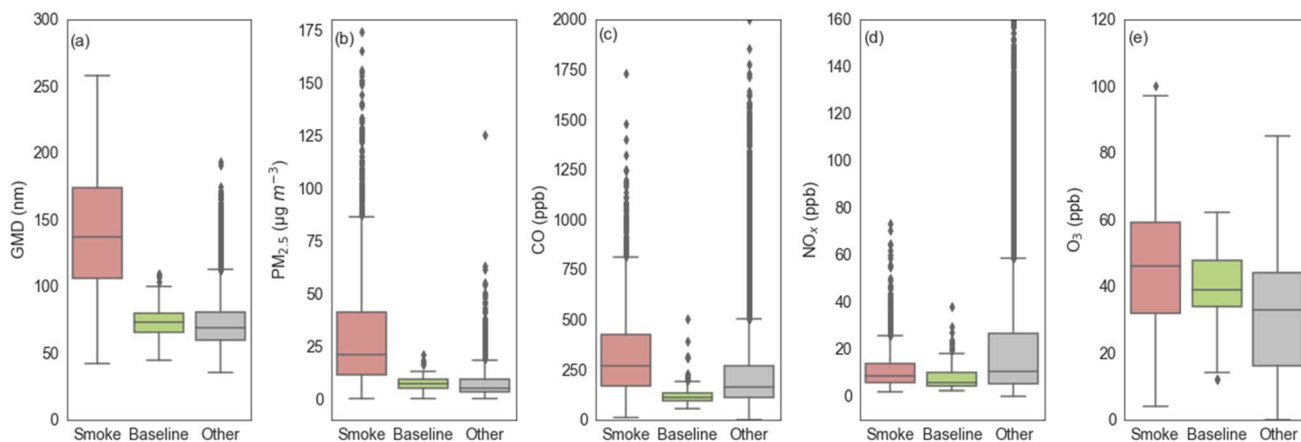 (a)
GMD (nm)
300
250
200
150
100
50
0
Smoke Baseline Other
(b)
PM2.5 (μg m−3)
175
150
125
100
75
50
25
0
Smoke Baseline Other
(c)
CO (ppb)
2000
1750
1500
1250
1000
750
500
250
0
Smoke Baseline Other
(d)
NOx (ppb)
160
140
120
100
80
60
40
20
0
Smoke Baseline Other
(e)
O3 (ppb)
120
100
80
60
40
20
0
Smoke Baseline Other